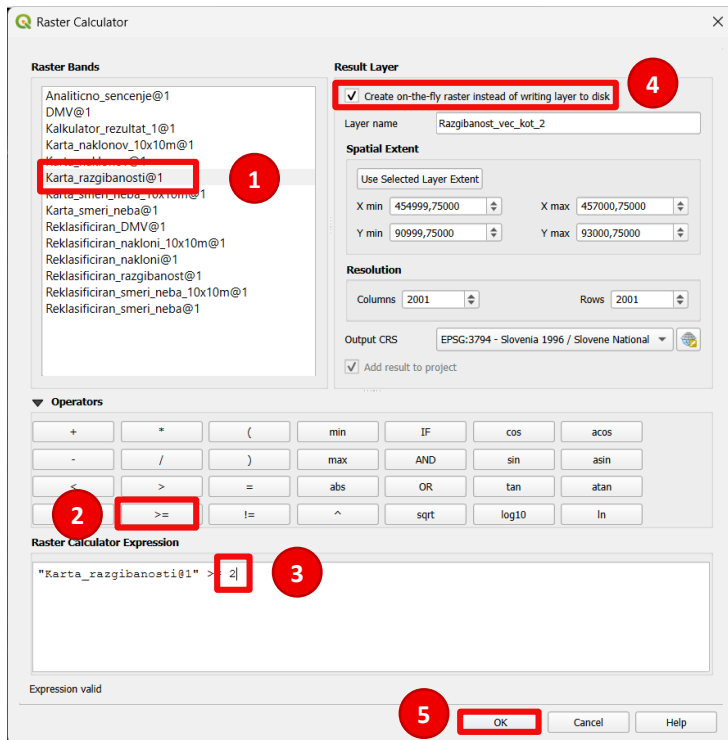 Raster Calculator
Raster Bands
Analiticno_sencenje@1
DMV@1
Kalkulator_rezultat_1@1
Karta_naklonov_10x10m@1
Karta_naklonov@1
Karta_razgibanosti@1
Karta_smeri_neba_10x10m@1
Karta_smeri_neba@1
Reklasificiran_DMV@1
Reklasificiran_nakloni_10x10m@1
Reklasificiran_nakloni@1
Reklasificiran_razgibanost@1
Reklasificiran_smeri_neba_10x10m@1
Reklasificiran_smeri_neba@1
1
Result Layer
4
Create on-the-fly raster instead of writing layer to disk
Layer name Razgibanost_vec_kot_2
Spatial Extent
Use Selected Layer Extent
X min 454999,75000 X max 457000,75000
Y min 90999,75000 Y max 93000,75000
Resolution
Columns 2001 Rows 2001
Output CRS EPSG:3794 - Slovenia 1996 / Slovene National
Add result to project
Operators
+ * ( min IF cos acos
- / ) max AND sin asin
< > = abs OR tan atan
2 >= != ^ sqrt log10 ln
Raster Calculator Expression
"Karta_razgibanosti@1" >= 2
3
Expression valid
5
OK Cancel Help